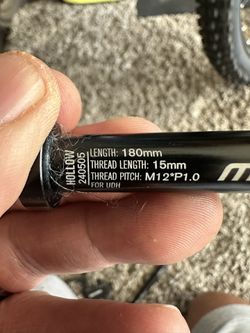 HOLLOW
240505
LENGTH: 180mm
THREAD LENGTH: 15mm
THREAD PITCH: M12*P1.0
FOR UDH